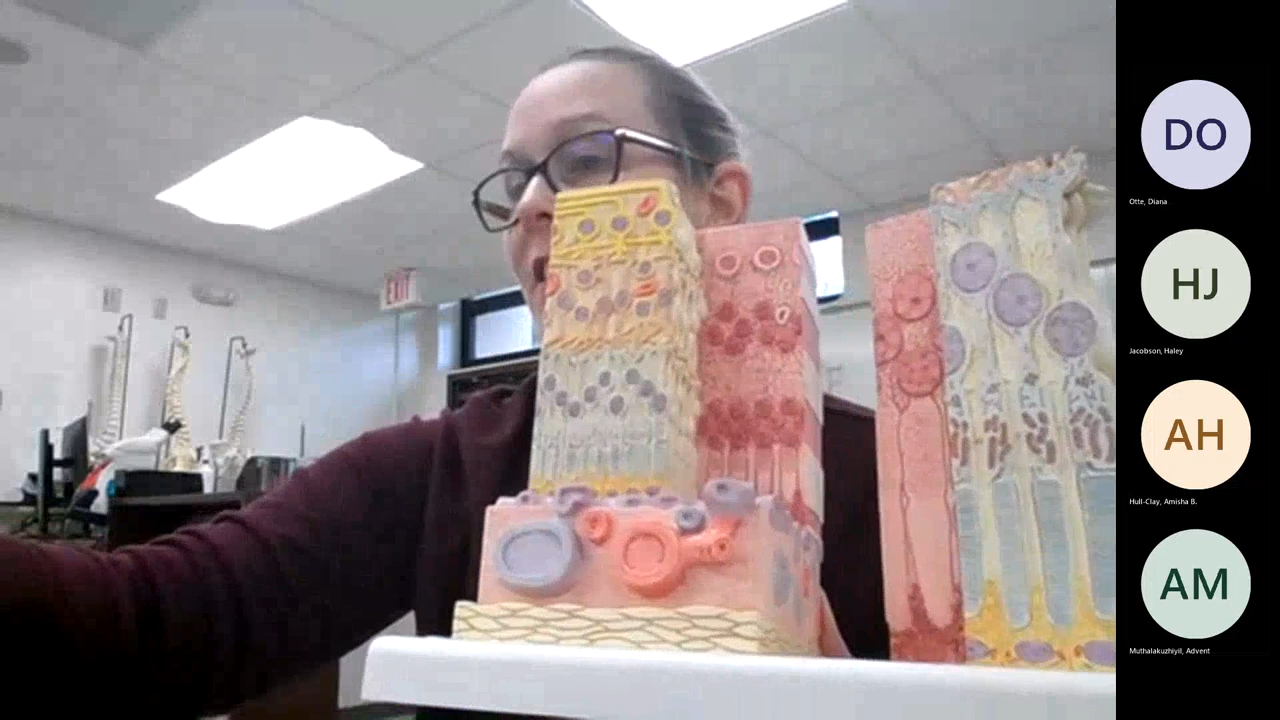 EXIT
DO
Otte, Diana
HJ
Jacobson, Haley
AH
Hull-Clay, Amisha B.
AM
Muthalakuzhiyil, Advent